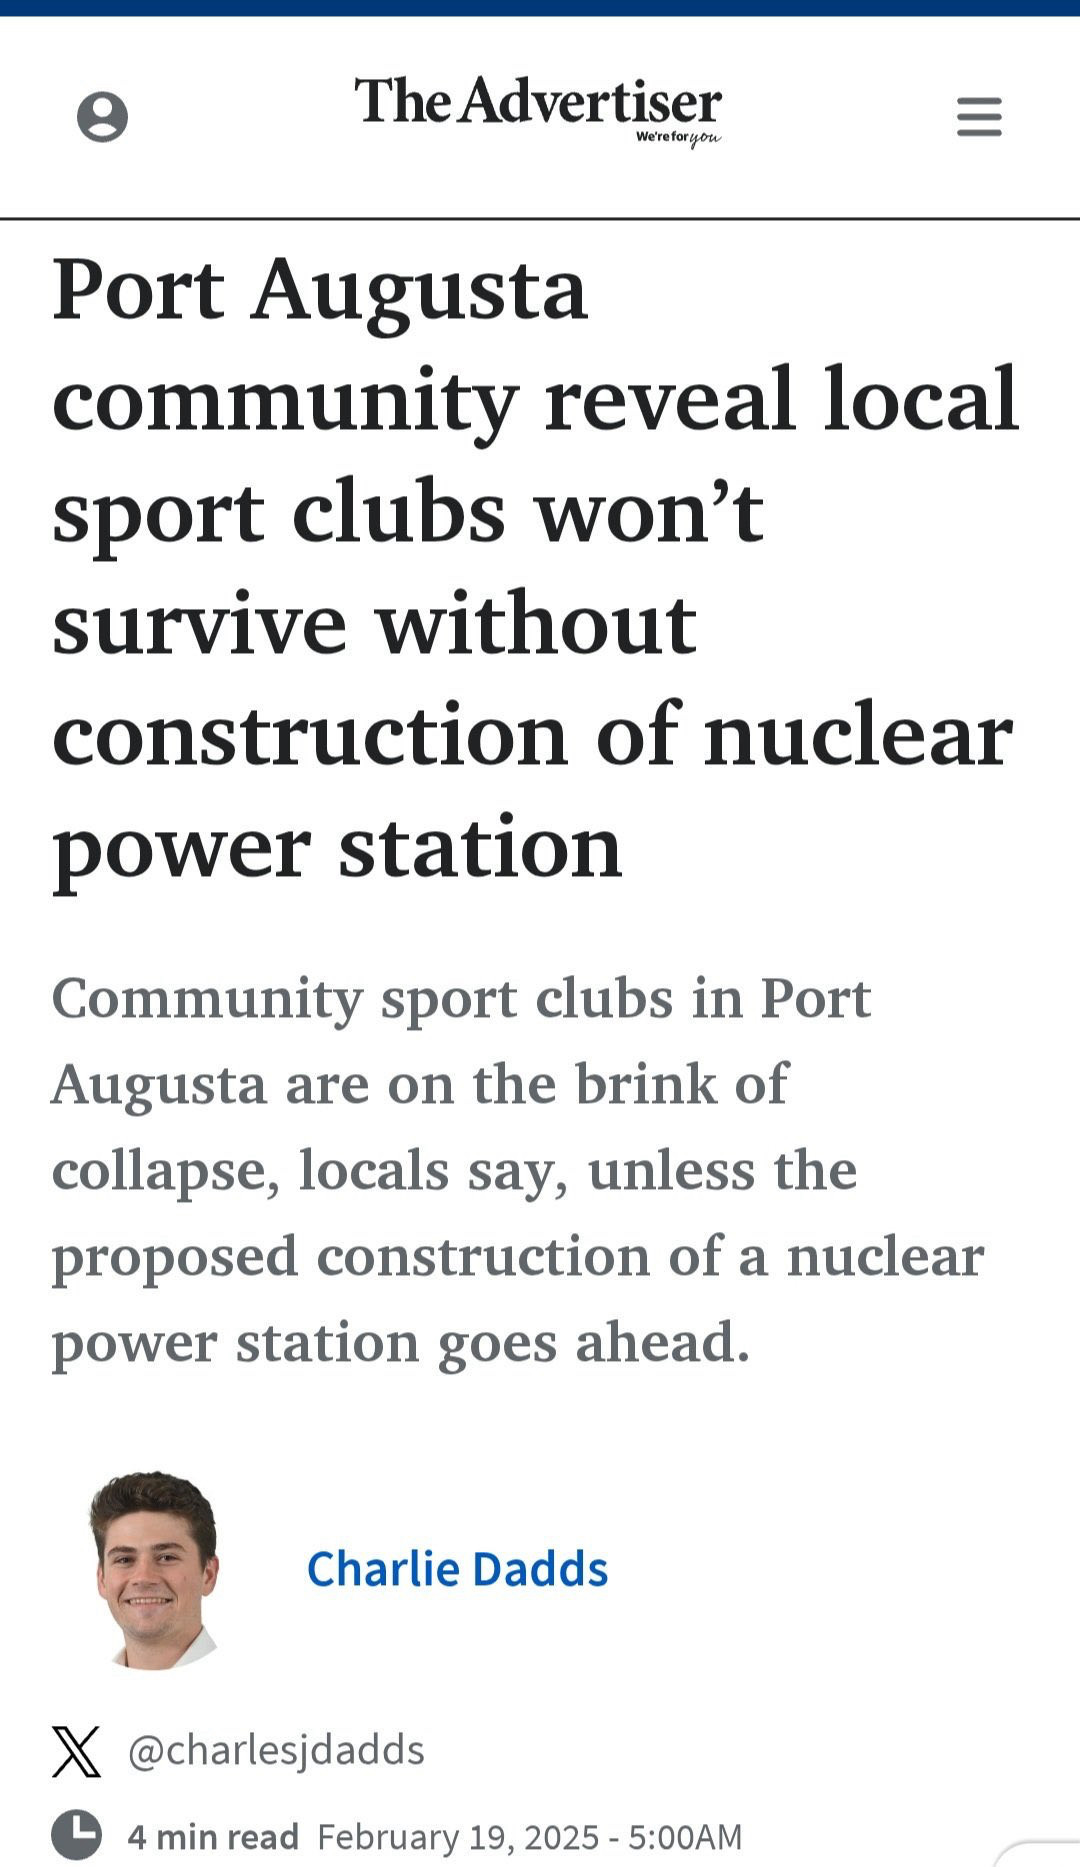 The Advertiser
We're for you
Port Augusta
community reveal local
sport clubs won’t
survive without
construction of nuclear
power station
Community sport clubs in Port
Augusta are on the brink of
collapse, locals say, unless the
proposed construction of a nuclear
power station goes ahead.
Charlie Dadds
@charlesjdadds
4 min read February 19, 2025 - 5:00AM